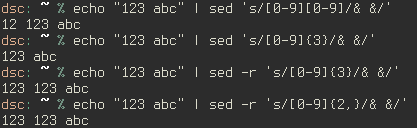 dsc: ~ % echo "123 abc" | sed 's/[0-9][0-9]/& &/'
12 123 abc
dsc: ~ % echo "123 abc" | sed 's/[0-9]{3}/& &/'
123 abc
dsc: ~ % echo "123 abc" | sed -r 's/[0-9]{3}/& &/'
123 123 abc
dsc: ~ % echo "123 abc" | sed -r 's/[0-9]{2,}/& &/'
123 123 abc